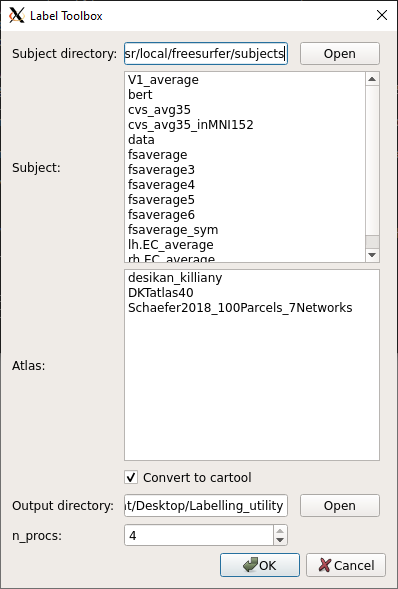 Label Toolbox
Subject directory: sr/local/freesurfer/subjects Open
Subject:
V1_average
bert
cvs_avg35
cvs_avg35_inMNI152
data
fsaverage
fsaverage3
fsaverage4
fsaverage5
fsaverage6
fsaverage_sym
lh.EC_average
rh.EC_average
Atlas:
desikan_killiany
DKTatlas40
Schaefer2018_100Parcels_7Networks
Convert to cartool
Output directory: nt/Desktop/Labelling_utility Open
n_procs: 4
OK Cancel